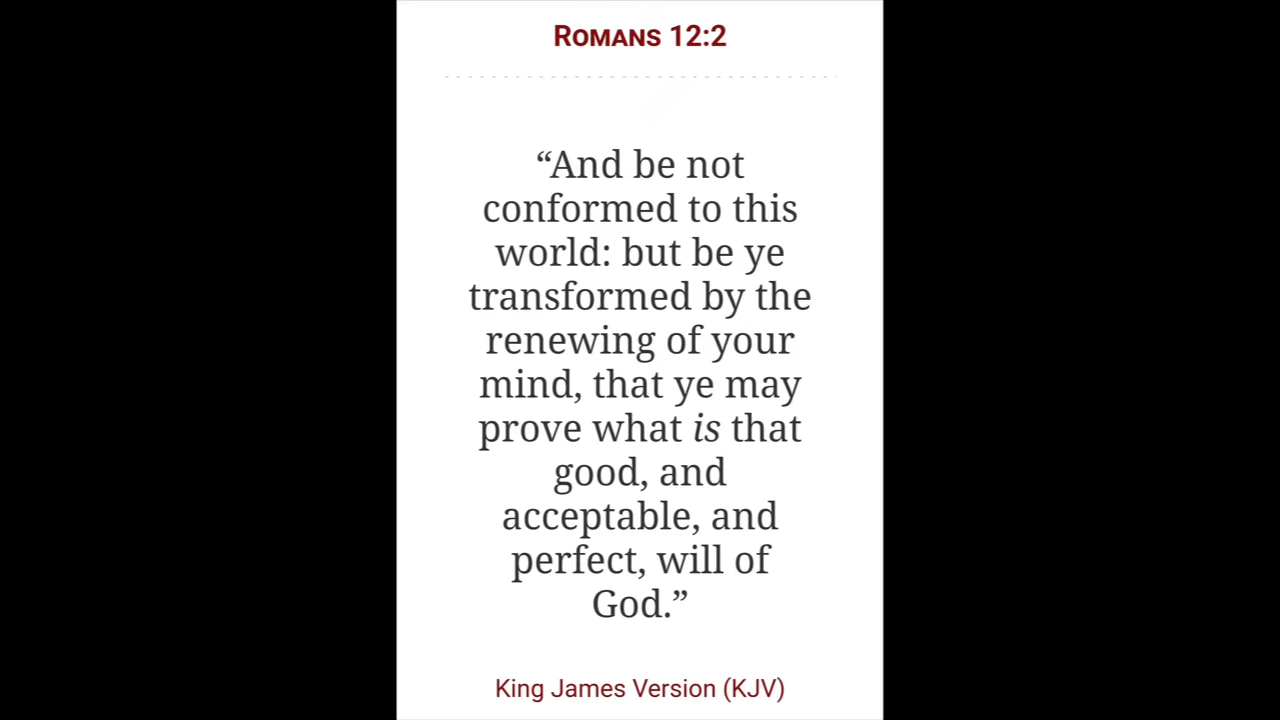 Romans 12:2
“And be not
conformed to this
world: but be ye
transformed by the
renewing of your
mind, that ye may
prove what is that
good, and
acceptable, and
perfect, will of
God.”
King James Version (KJV)